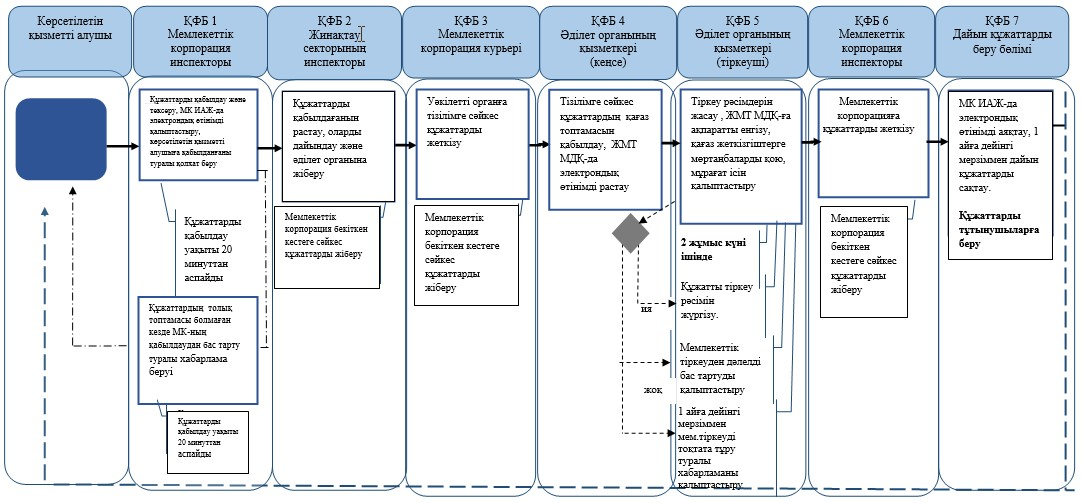 Көрсетілетін
қызметті алушы
ҚФБ 1
Мемлекеттік
корпорация
инспекторы
ҚФБ 2
Жинақтау
секторының
инспекторы
ҚФБ 3
Мемлекеттік
корпорация курьері
ҚФБ 4
Әділет органының
қызметкері
(кеңсе)
ҚФБ 5
Әділет органының
қызметкері
(тіркеуші)
ҚФБ 6
Мемлекеттік
корпорация
инспекторы
ҚФБ 7
Дайын құжаттарды
беру бөлімі
Құжаттарды қабылдау және
тексеру, МК ИАЖ-да
электрондық өтінімді
қалыптастыру,
көрсетілетін қызметті
алушуға қабылданғаны
туралы қолхат беру
Құжаттарды
қабылдау
уақыты 20
минуттан
аспайды
Құжаттардың толық
топтамасы болмаған
кезде МК-ның
қабылдаудан бас тарту
туралы хабарлама
беруі
Құжаттарды
қабылдау уақыты
20 минуттан
аспайды
Құжаттарды
қабылдағанын
растау, оларды
дайындау және
әділет органына
жіберу
Мемлекеттік
корпорация бекіткен
кестеге сәйкес
құжаттарды жіберу
Уәкілетті органға
тізілімге сәйкес
құжаттарды
жеткізу
Мемлекеттік
корпорация
бекіткен кестеге
сәйкес
құжаттарды
жіберу
Тізілімге сәйкес
құжаттардың қағаз
топтамасын
қабылдау, ЖМТ
МДҚ-да
электрондық
өтінімді растау
ия
жоқ
Тіркеу рәсімдерін
жасау , ЖМТ МДҚ-ға
ақпаратты енгізу,
қағаз жеткізгіштерге
мөртаңбаларды қою,
мұрағат ісін
қалыптастыру
2 жұмыс күні
ішінде
Құжатты тіркеу
рәсімін
жүргізу.
Мемлекеттік
тіркеуден дәлелді
бас тартуды
қалыптастыру
1 айға дейінгі
мерзіммен
мем.тіркеуді
тоқтата тұру
туралы
хабарламаны
қалыптастыру
Мемлекеттік
корпорацияға
құжаттарды жеткізу
Мемлекеттік
корпорация
бекіткен
кестеге сәйкес
құжаттарды
жіберу
МК ИАЖ-да
электрондық
өтінімді аяқтау, 1
айға дейінгі
мерзіммен дайын
құжаттарды
сақтау.
Құжаттарды
тұтынушыларға
беру